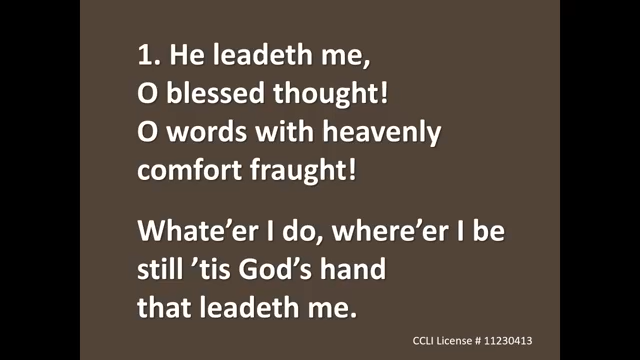 1. He leadeth me,
O blessed thought!
O words with heavenly
comfort fraught!
Whate’er I do, where’er I be
still ’tis God’s hand
that leadeth me.
CCLI License # 11230413